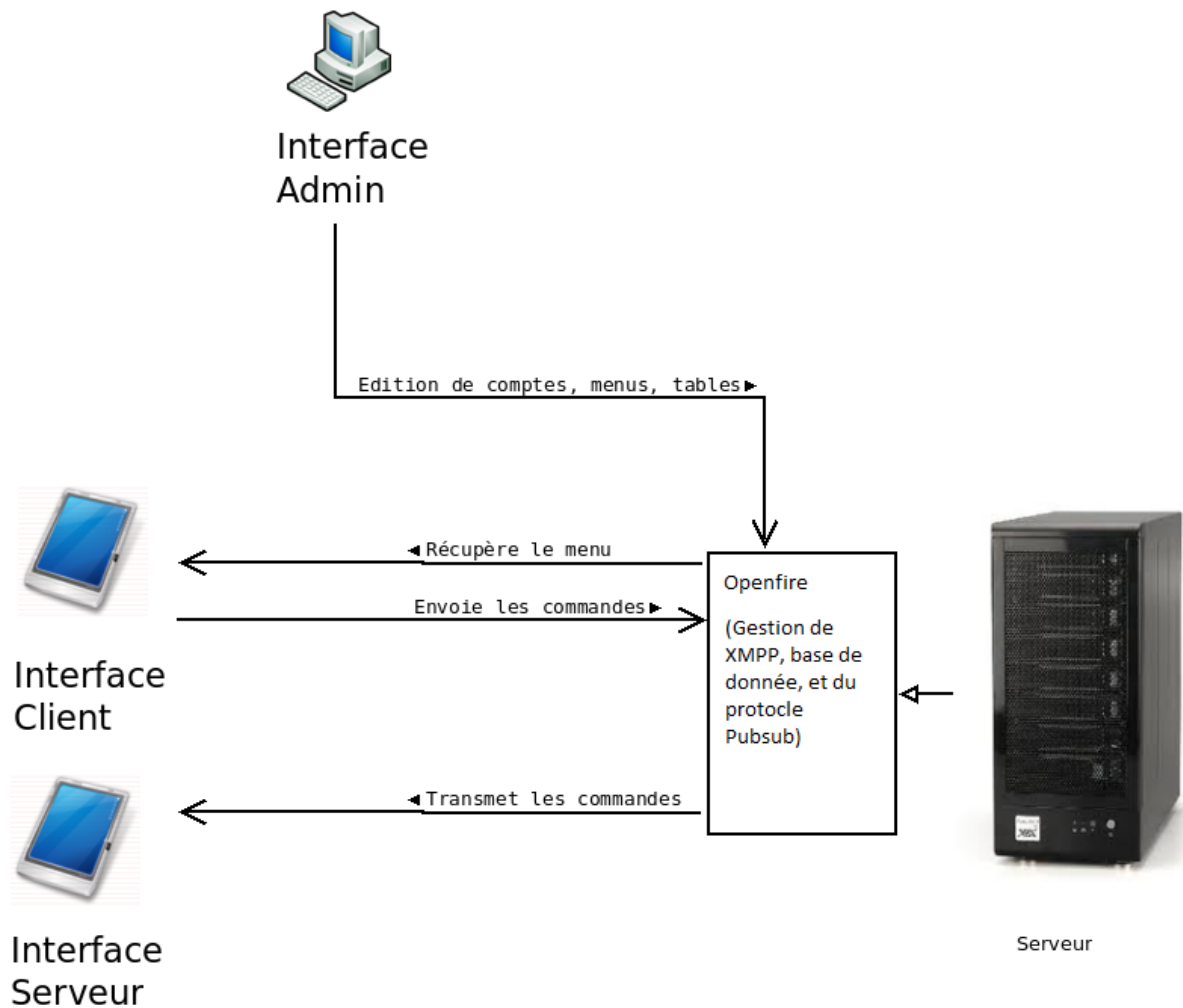 Interface
Admin
Edition de comptes, menus, tables
Récupère le menu
Envoie les commandes
Interface
Client
Openfire
(Gestion de
XMPP, base de
donnée, et du
protocle
Pubsub)
Transmet les commandes
Interface
Serveur
Serveur